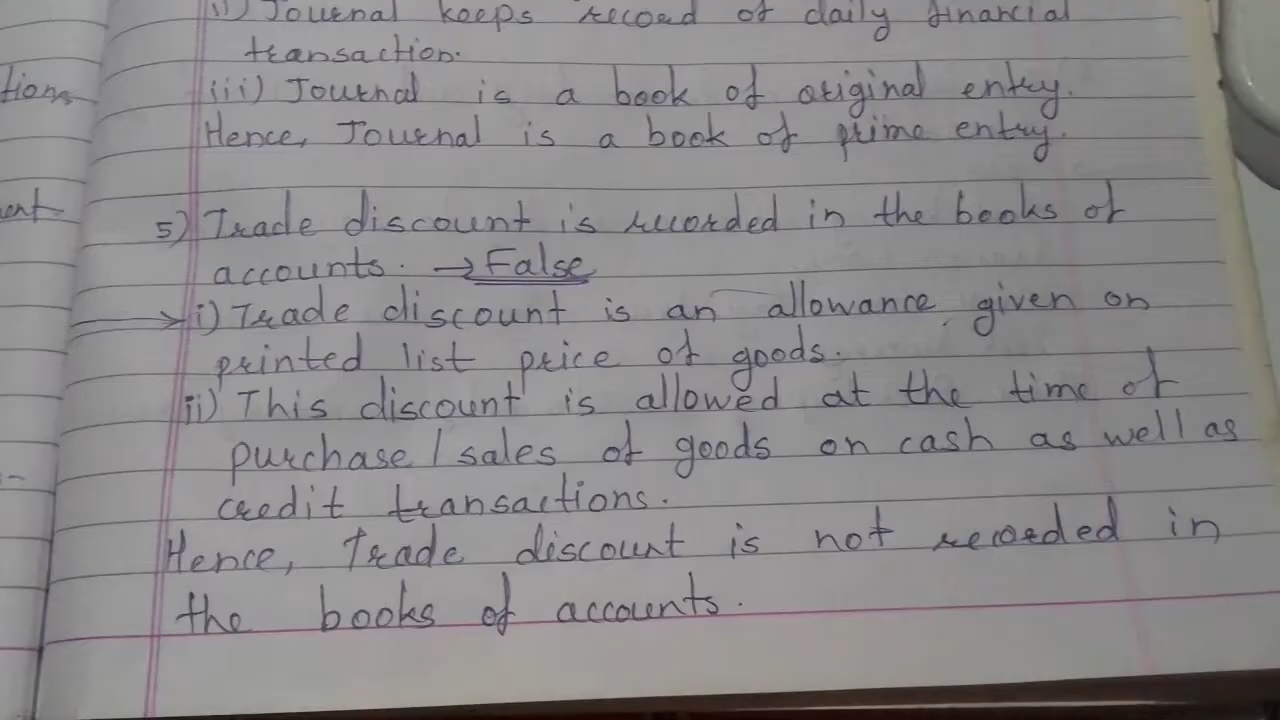 ii) Journal keeps record of daily financial
transaction.
tion
iii) Journal is a book of original entry.
Hence, Journal is a book of prime entry.
ent
5) Trade discount is recorded in the books of
accounts. → False
→ i) Trade discount is an allowance given on
printed list price of goods.
ii) This discount is allowed at the time of
purchase / sales of goods on cash as well as
credit transactions.
Hence, Trade discount is not recorded in
the books of accounts.